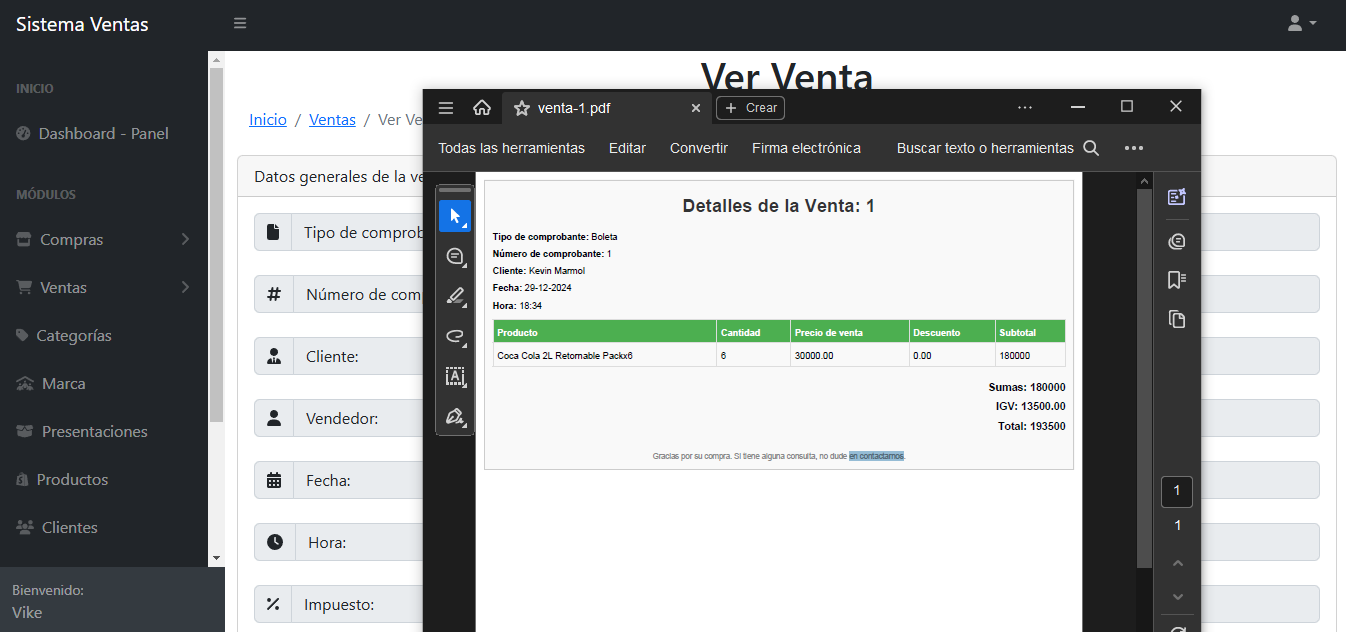 Sistema Ventas
INICIO
Dashboard - Panel
MÓDULOS
Compras
Ventas
Categorías
Marca
Presentaciones
Productos
Clientes
Bienvenido:
Vike
Ver Venta
Inicio / Ventas / Ver Ve
Datos generales de la ve
Tipo de comprob
Número de com
Cliente:
Vendedor:
Fecha:
Hora:
Impuesto:
venta-1.pdf
+ Crear
Todas las herramientas Editar Convertir Firma electrónica Buscar texto o herramientas
Detalles de la Venta: 1
Tipo de comprobante: Boleta
Número de comprobante: 1
Cliente: Kevin Marmol
Fecha: 29-12-2024
Hora: 18:34
Producto Cantidad Precio de venta Descuento Subtotal
Coca Cola 2L Retornable Packx6 6 30000.00 0.00 180000
Sumas: 180000
IGV: 13500.00
Total: 193500
Gracias por su compra. Si tiene alguna consulta, no dude en contactarnos.
1
1